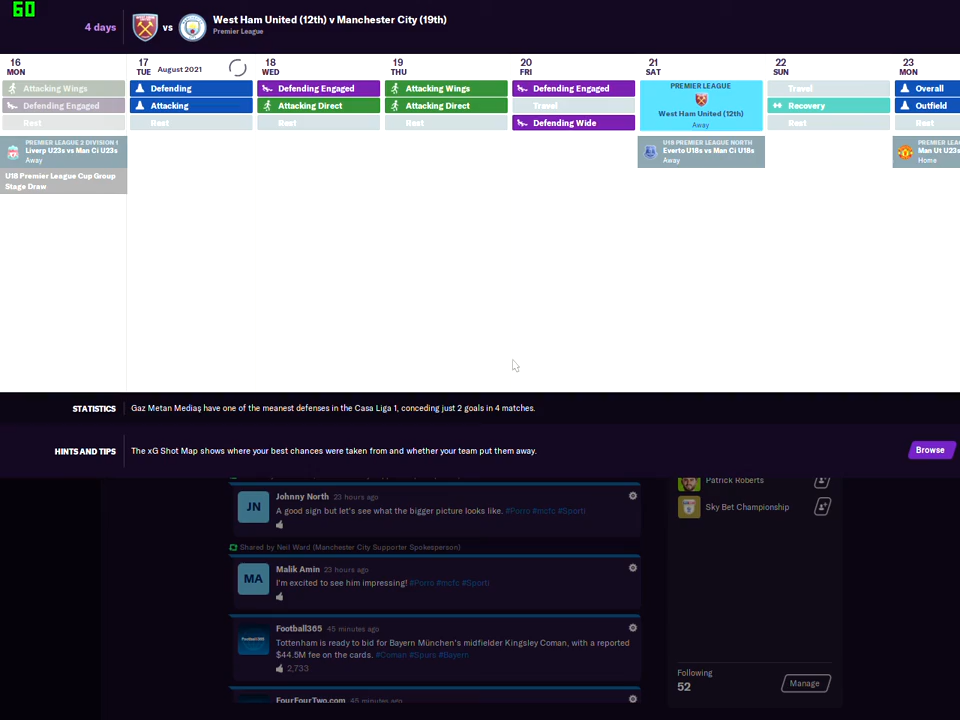 60
4 days
vs
West Ham United (12th) v Manchester City (19th)
Premier League
16
MON
17
TUE August 2021
18
WED
19
THU
20
FRI
21
SAT
22
SUN
23
MON
Attacking Wings
Defending
Defending Engaged
Attacking Wings
Defending Engaged
PREMIER LEAGUE
West Ham United (12th)
Away
Travel
Overall
Defending Engaged
Attacking
Attacking Direct
Attacking Direct
Travel
Recovery
Outfield
Rest
Rest
Rest
Rest
Defending Wide
Rest
Rest
PREMIER LEAGUE 2 DIVISION 1
Liverp U23s vs Man Ci U23s
Away
U18 PREMIER LEAGUE NORTH
Everto U18s vs Man Ci U18s
Away
PREMIER LEA
Man Ut U23s
Home
U18 Premier League Cup Group
Stage Draw
STATISTICS
Gaz Metan Mediaș have one of the meanest defenses in the Casa Liga 1, conceding just 2 goals in 4 matches.
HINTS AND TIPS
The xG Shot Map shows where your best chances were taken from and whether your team put them away.
Browse
Patrick Roberts
JN
Johnny North 23 hours ago
A good sign but let's see what the bigger picture looks like. #Porro #mcfc #Sporti
Sky Bet Championship
Shared by Neil Ward (Manchester City Supporter Spokesperson)
MA
Malik Amin 23 hours ago
I'm excited to see him impressing! #Porro #mcfc #Sporti
Football365 45 minutes ago
Tottenham is ready to bid for Bayern München's midfielder Kingsley Coman, with a reported
$44.5M fee on the cards. #Coman #Spurs #Bayern
2,733
FourFourTwo.com 45 minutes ago
Following
52
Manage